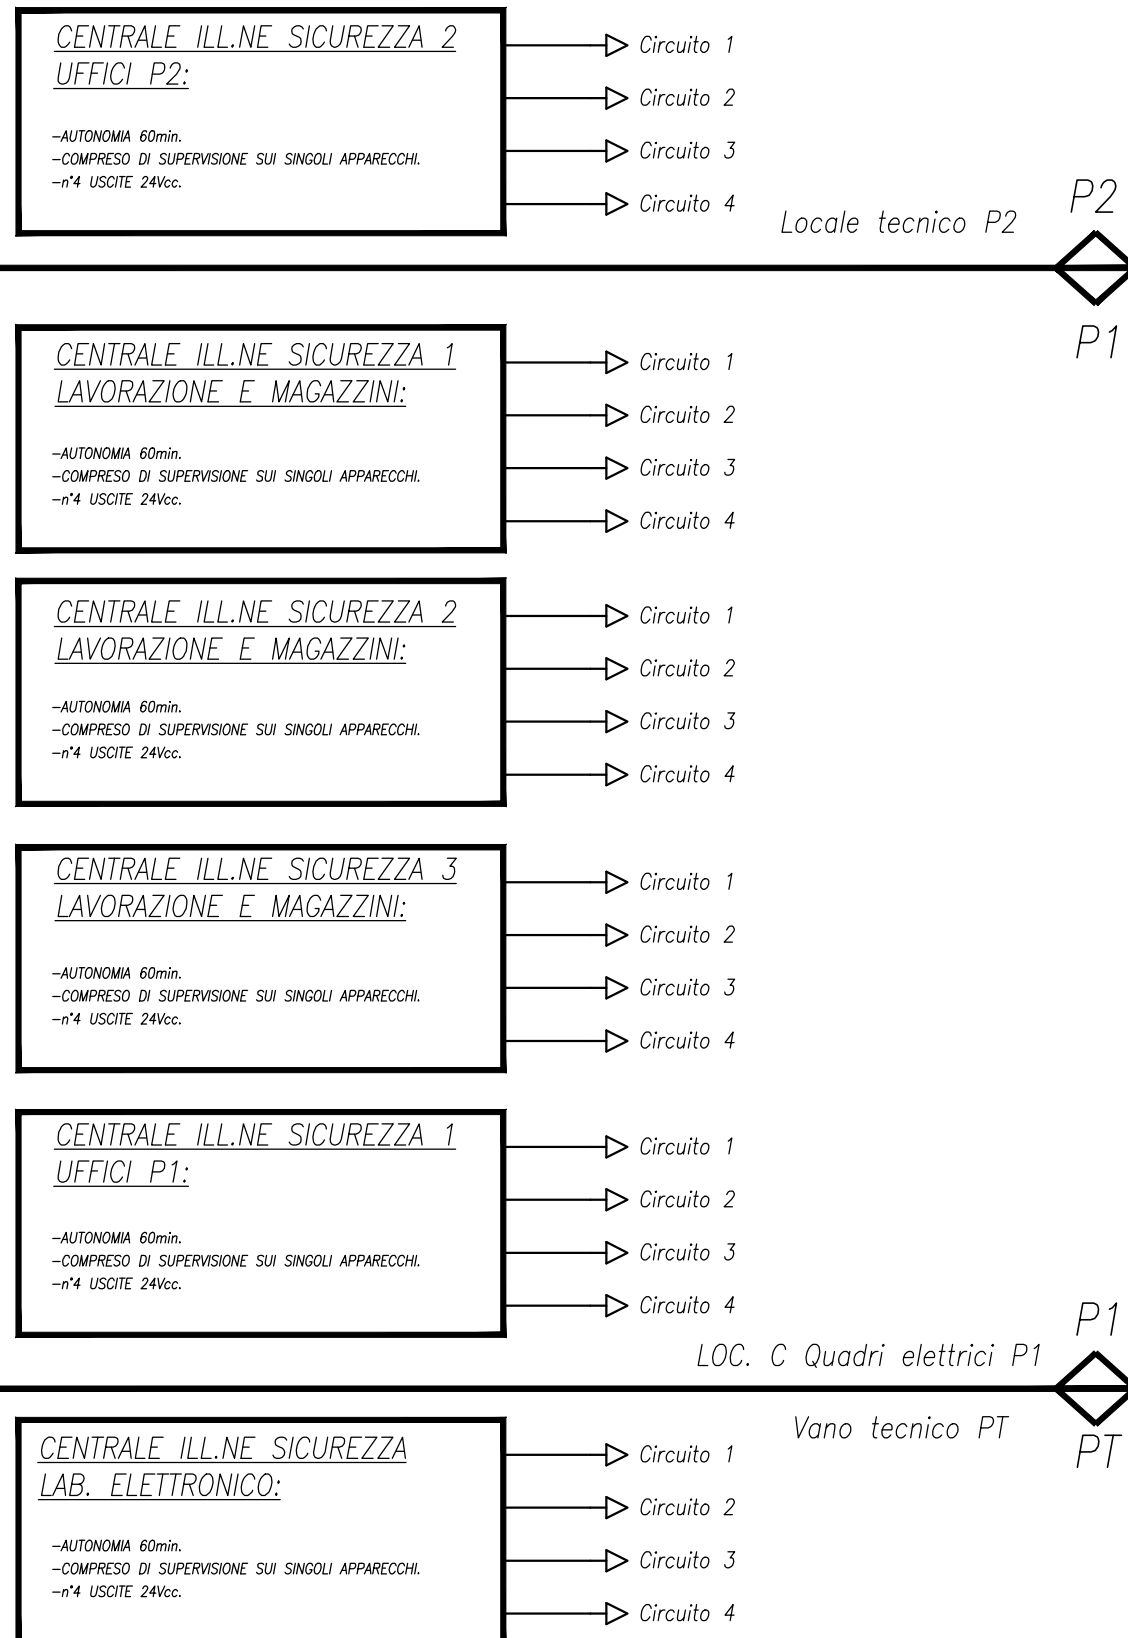 CENTRALE ILL.NE SICUREZZA 2
UFFICI P2:
-AUTONOMIA 60min.
-COMPRESO DI SUPERVISIONE SUI SINGOLI APPARECCHI.
-n°4 USCITE 24Vcc.
Circuito 1
Circuito 2
Circuito 3
Circuito 4
Locale tecnico P2
P2
P1
CENTRALE ILL.NE SICUREZZA 1
LAVORAZIONE E MAGAZZINI:
-AUTONOMIA 60min.
-COMPRESO DI SUPERVISIONE SUI SINGOLI APPARECCHI.
-n°4 USCITE 24Vcc.
Circuito 1
Circuito 2
Circuito 3
Circuito 4
CENTRALE ILL.NE SICUREZZA 2
LAVORAZIONE E MAGAZZINI:
-AUTONOMIA 60min.
-COMPRESO DI SUPERVISIONE SUI SINGOLI APPARECCHI.
-n°4 USCITE 24Vcc.
Circuito 1
Circuito 2
Circuito 3
Circuito 4
CENTRALE ILL.NE SICUREZZA 3
LAVORAZIONE E MAGAZZINI:
-AUTONOMIA 60min.
-COMPRESO DI SUPERVISIONE SUI SINGOLI APPARECCHI.
-n°4 USCITE 24Vcc.
Circuito 1
Circuito 2
Circuito 3
Circuito 4
CENTRALE ILL.NE SICUREZZA 1
UFFICI P1:
-AUTONOMIA 60min.
-COMPRESO DI SUPERVISIONE SUI SINGOLI APPARECCHI.
-n°4 USCITE 24Vcc.
Circuito 1
Circuito 2
Circuito 3
Circuito 4
LOC. C Quadri elettrici P1
P1
Vano tecnico PT
PT
CENTRALE ILL.NE SICUREZZA
LAB. ELETTRONICO:
-AUTONOMIA 60min.
-COMPRESO DI SUPERVISIONE SUI SINGOLI APPARECCHI.
-n°4 USCITE 24Vcc.
Circuito 1
Circuito 2
Circuito 3
Circuito 4